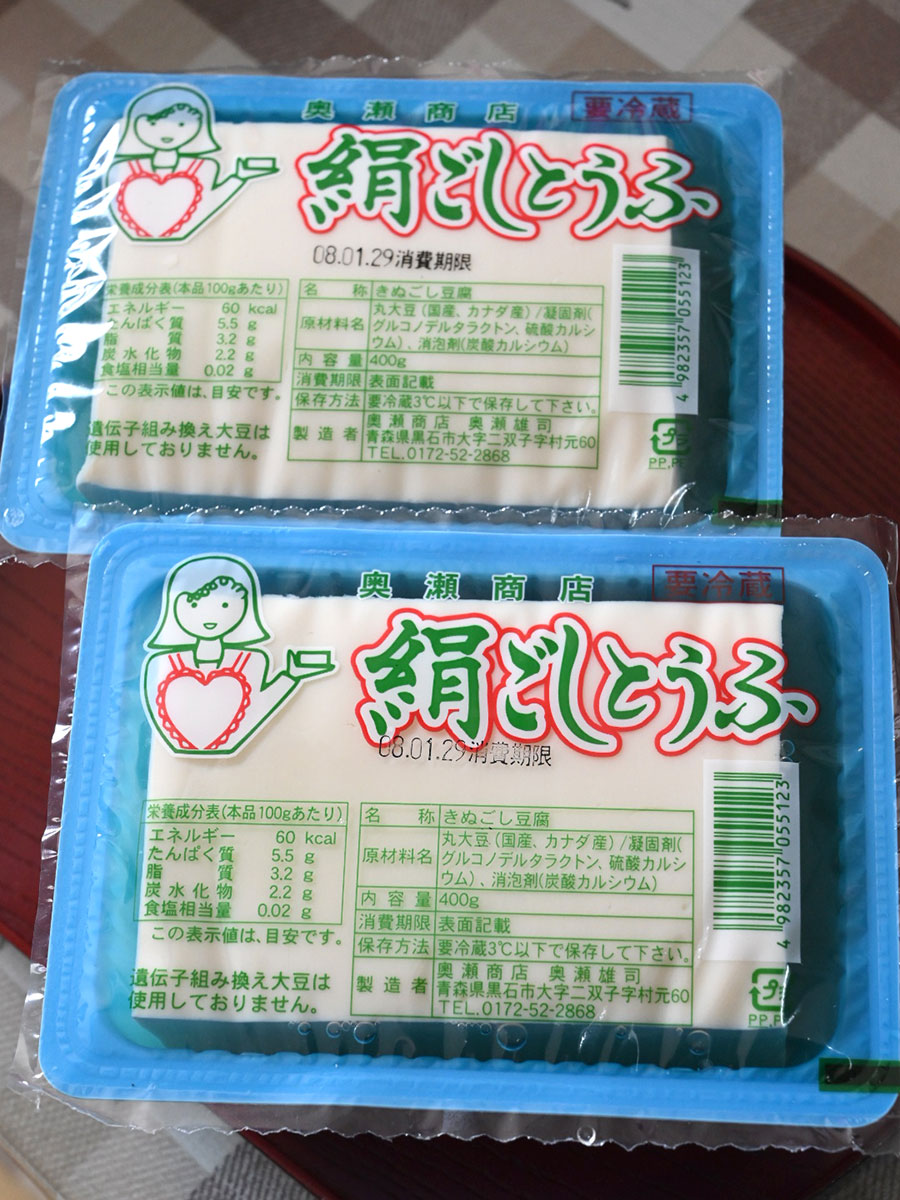 奥瀬商店
要冷蔵
絹ごしとうふ
08.01.29消費期限
栄養成分表(本品100gあたり)
エネルギー 60 kcal
たんぱく質 5.5 g
脂質 3.2 g
炭水化物 2.2 g
食塩相当量 0.02 g
この表示値は、目安です。
遺伝子組み換え大豆は
使用しておりません。
名称 きぬごし豆腐
原材料名 丸大豆(国産、カナダ産)/凝固剤(
グルコノデルタラクトン、硫酸カルシ
ウム)、消泡剤(炭酸カルシウム)
内容量 400g
消費期限 表面記載
保存方法 要冷蔵3℃以下で保存して下さい。
製造者 奥瀬商店 奥瀬雄司
青森県黒石市大字二双子字村元60
TEL.0172-52-2868
4 982357 055123
プラ
奥瀬商店
要冷蔵
絹ごしとうふ
08.01.29消費期限
栄養成分表(本品100gあたり)
エネルギー 60 kcal
たんぱく質 5.5 g
脂質 3.2 g
炭水化物 2.2 g
食塩相当量 0.02 g
この表示値は、目安です。
遺伝子組み換え大豆は
使用しておりません。
名称 きぬごし豆腐
原材料名 丸大豆(国産、カナダ産)/凝固剤(
グルコノデルタラクトン、硫酸カルシ
ウム)、消泡剤(炭酸カルシウム)
内容量 400g
消費期限 表面記載
保存方法 要冷蔵3℃以下で保存して下さい。
製造者 奥瀬商店 奥瀬雄司
青森県黒石市大字二双子字村元60
TEL.0172-52-2868
4 982357 055123
プラ